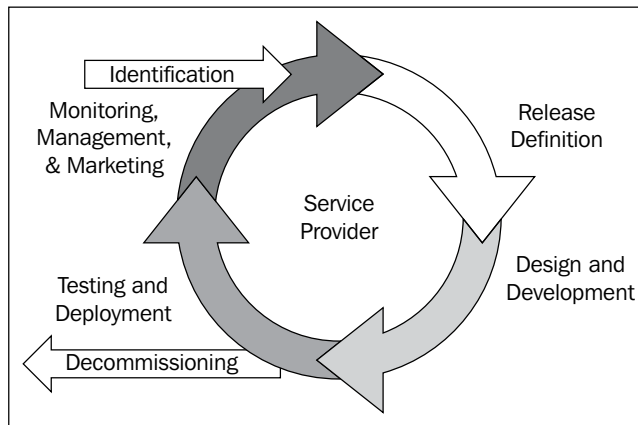 Identification
Monitoring,
Management,
& Marketing
Release
Definition
Service
Provider
Design and
Development
Testing and
Deployment
Decommissioning